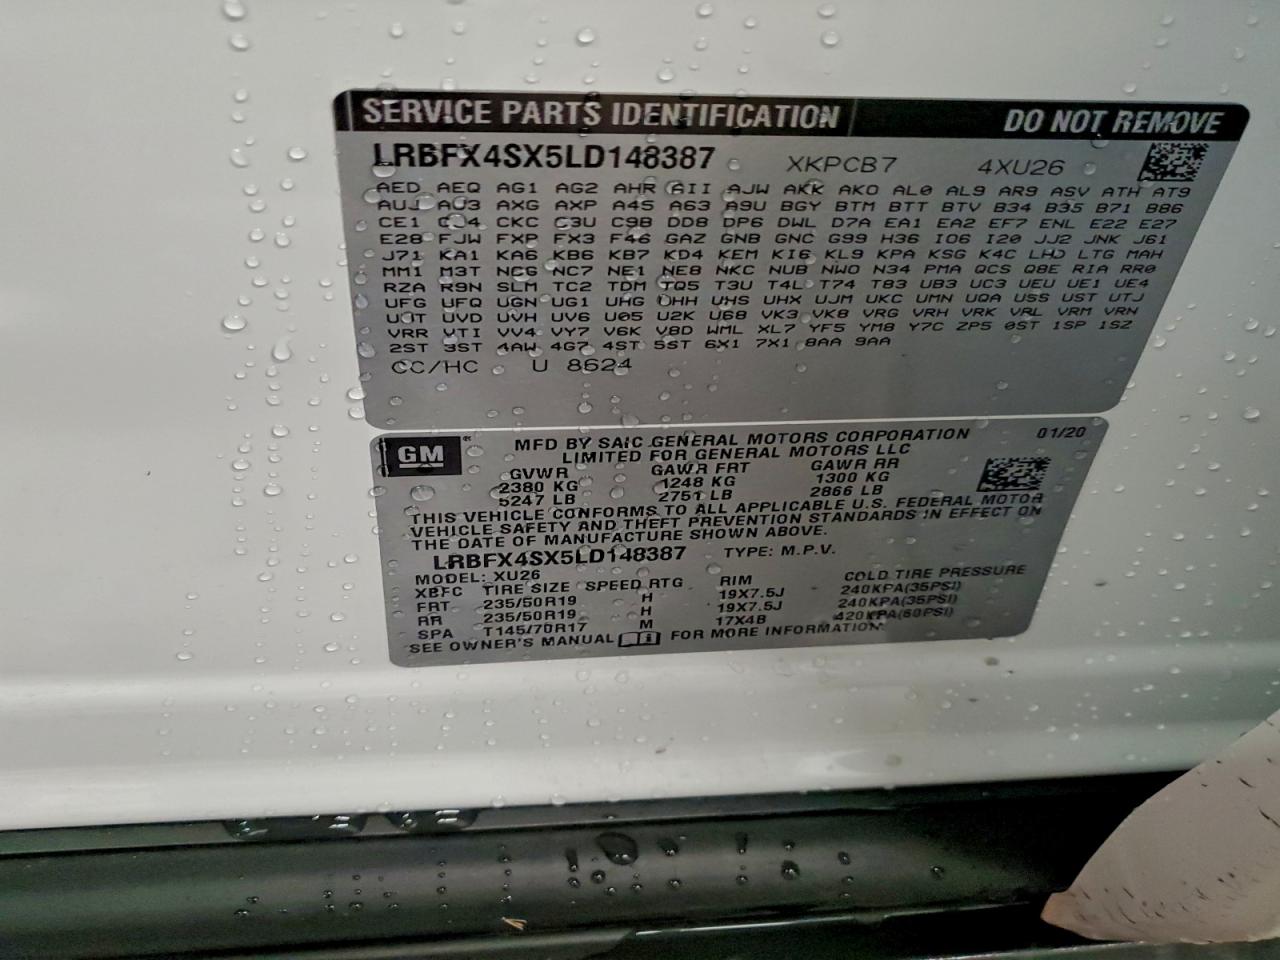 SERVICE PARTS IDENTIFICATION DO NOT REMOVE
LRBFX4SX5LD148387 XKPCB7 4XU26
AED AEQ AG1 AG2 AHR AII AJW AKK AKO AL0 AL9 AR9 ASV ATH AT9
AUJ AU3 AXG AXP A45 A63 A9U BGY BTM BTT BTV B34 B35 B71 B86
CE1 CKC C3U C9B DD8 DP6 DWL D7A EA1 EA2 EF7 ENL E22 E27
E28 FJW FXP FX3 F46 GAZ GNB GNC G99 H36 IO6 I20 JJ2 JNK J61
J71 KA1 KA6 KB6 KB7 KD4 KEM KI6 KL9 KPA KSG K4C LHD LTG MAH
MM1 M3T NCG NC7 NE1 NE8 NKC NUB NWO N34 PMA QCS Q8E RIA RR0
RZA R9N SLM TC2 TDM TQ5 T3U T4L T74 T83 UB3 UC3 UEU UE1 UE4
UFG UFQ UGN UG1 UHG UHH UHS UHX UJM UKC UMN UQA USS UST UTJ
UVD UVH UV6 U05 U2K U68 VK3 VK8 VRG VRH VRK VRL VRM VRN
VRR VTI VV4 VY7 V6K V8D WML XL7 YF5 YM8 Y7C ZP5 0ST 1SP 1SZ
2ST 3ST 4AW 4G7 4ST 5ST 6X1 7X1 8AA 9AA
CC/HC U 8624
GM MFD BY SAIC GENERAL MOTORS CORPORATION 01/20
LIMITED FOR GENERAL MOTORS LLC
GVWR GAWR FRT GAWR RR
2380 KG 1248 KG 1300 KG
5247 LB 2751 LB 2866 LB
THIS VEHICLE CONFORMS TO ALL APPLICABLE U.S. FEDERAL MOTOR
VEHICLE SAFETY AND THEFT PREVENTION STANDARDS IN EFFECT ON
THE DATE OF MANUFACTURE SHOWN ABOVE.
LRBFX4SX5LD148387 TYPE: M.P.V.
MODEL: XU26
XBFC TIRE SIZE SPEED RTG RIM COLD TIRE PRESSURE
FRT 235/50R19 H 19X7.5J 240KPA(35PSI)
RR 235/50R19 H 19X7.5J 240KPA(35PSI)
SPA T145/70R17 M 17X4B 420KPA(60PSI)
SEE OWNER'S MANUAL FOR MORE INFORMATION